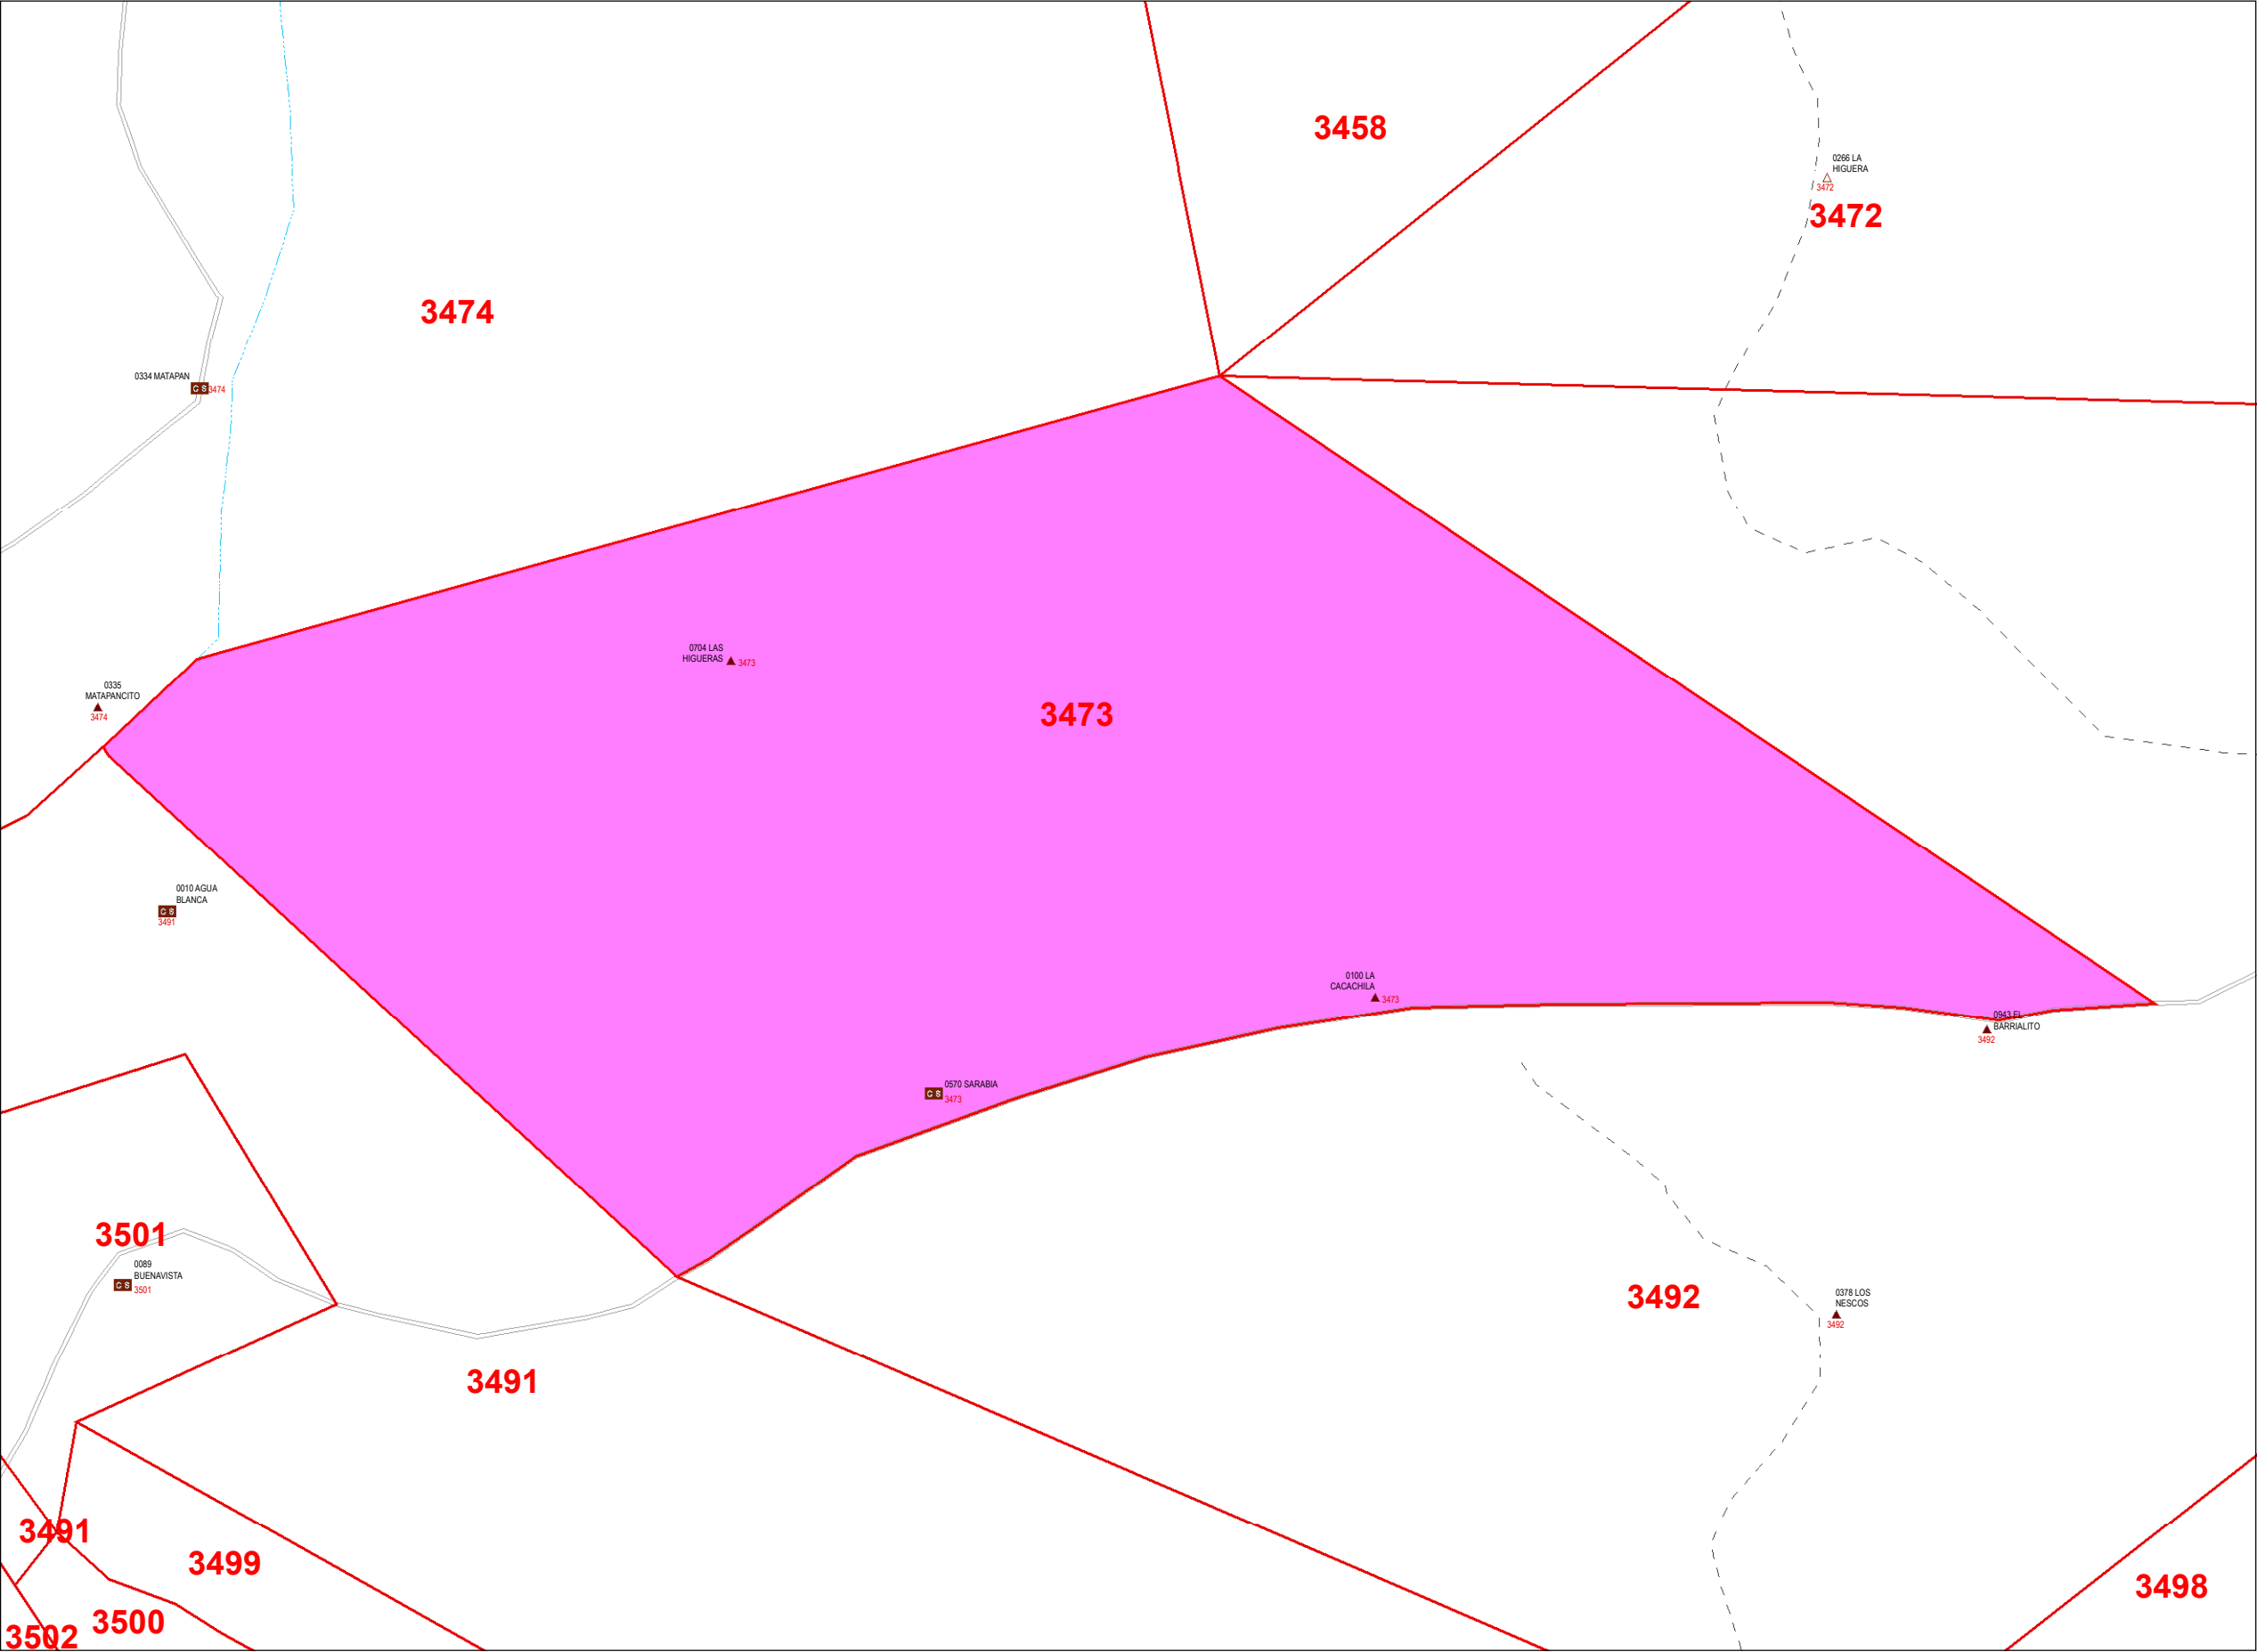 3458
0266 LA
HIGUERA
3472
3472
3474
0334 MATAPAN
C S 3474
0704 LAS
HIGUERAS 3473
0335
MATAPANCITO
3474
3473
0010 AGUA
BLANCA
C S
3491
0100 LA
CACACHILA
3473
0943 EL
BARRIALITO
3492
0570 SARABIA
C S
3473
3501
0089
BUENAVISTA
C S
3501
3492
0378 LOS
NESCOS
3492
3491
3491
3499
3498
3500
3502